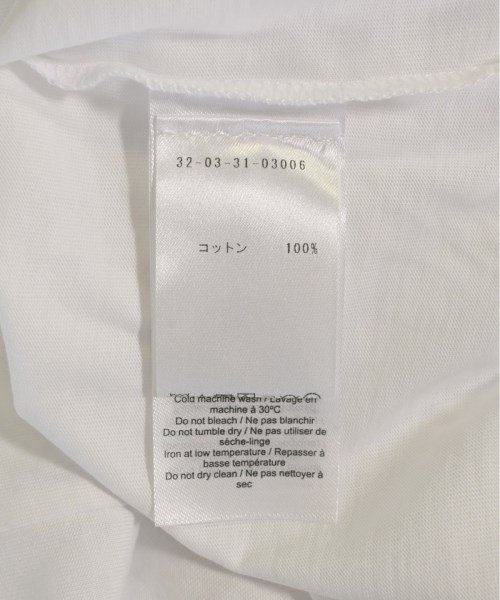 32-03-31-03006
コットン 100%
Cold machine wash / Lavage en
machine à 30ºC
Do not bleach / Ne pas blanchir
Do not tumble dry / Ne pas utiliser de
sèche-linge
Iron at low temperature / Repasser à
basse température
Do not dry clean / Ne pas nettoyer à
sec